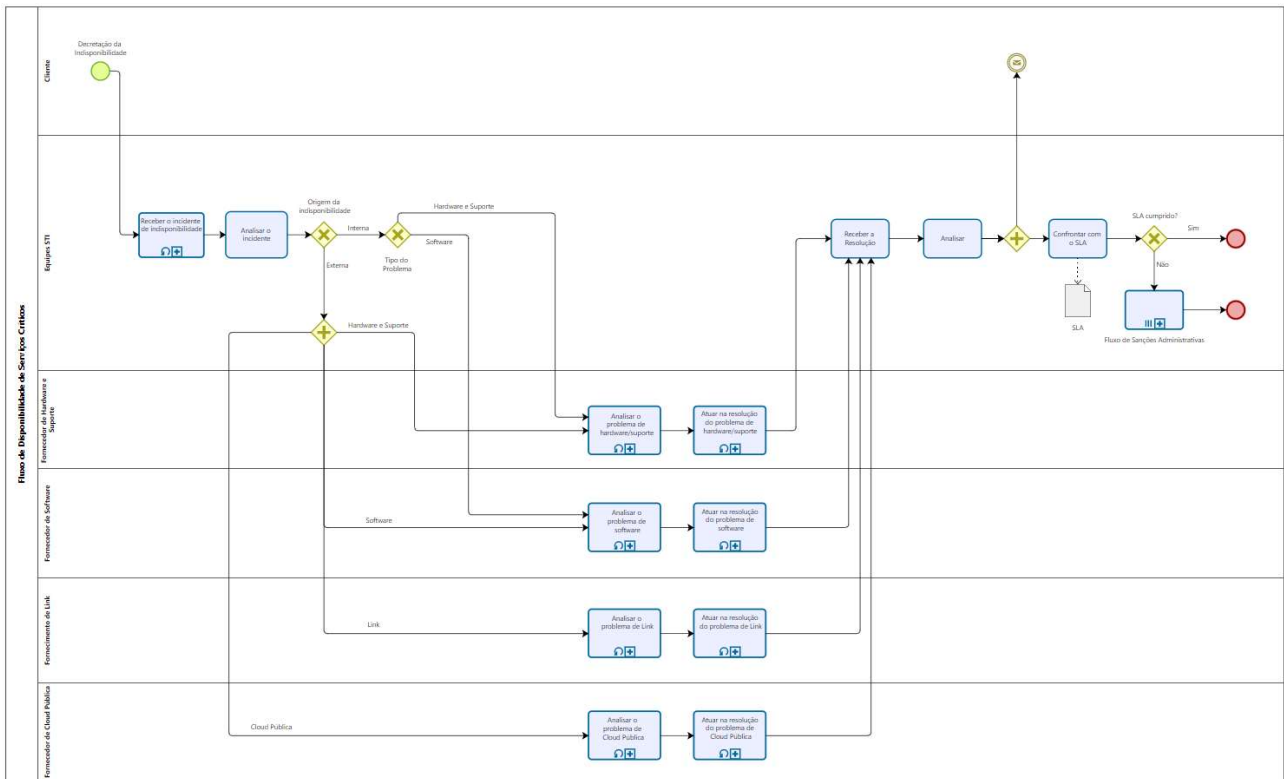 Fluxo de Disponibilidade de Serviços Críticos
Cliente
Decretação da
Indisponibilidade
Equipes STI
Receber o incidente
de indisponibilidade
Analisar o
incidente
Origem da
indisponibilidade
Interna
Externa
Tipo do
Problema
Hardware e Suporte
Software
Hardware e Suporte
Receber a
Resolução
Analisar
Confrontar com
o SLA
SLA
SLA cumprido?
Sim
Não
Fluxo de Sanções Administrativas
Fornecedor de Hardware e
Suporte
Analisar o
problema de
hardware/suporte
Atuar na resolução
do problema de
hardware/suporte
Fornecedor de Software
Software
Analisar o
problema de
software
Atuar na resolução
do problema de
software
Fornecimento de Link
Link
Analisar o
problema de Link
Atuar na resolução
do problema de Link
Fornecedor de Cloud Pública
Cloud Pública
Analisar o
problema de
Cloud Pública
Atuar na resolução
do problema de
Cloud Pública